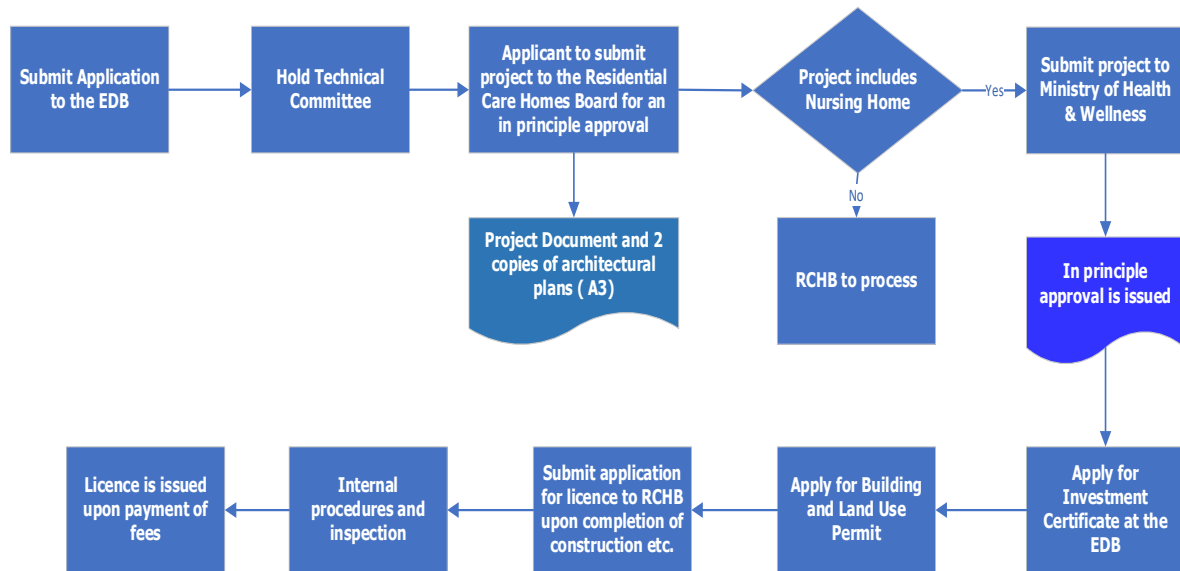 Submit Application
to the EDB
Hold Technical
Committee
Applicant to submit
project to the Residential
Care Homes Board for an
in principle approval
Project includes
Nursing Home
Yes
Submit project to
Ministry of Health
& Wellness
No
Project Document and 2
copies of architectural
plans ( A3)
RCHB to process
In principle
approval is issued
Licence is issued
upon payment of
fees
Internal
procedures and
inspection
Submit application
for licence to RCHB
upon completion of
construction etc.
Apply for Building
and Land Use
Permit
Apply for
Investment
Certificate at the
EDB